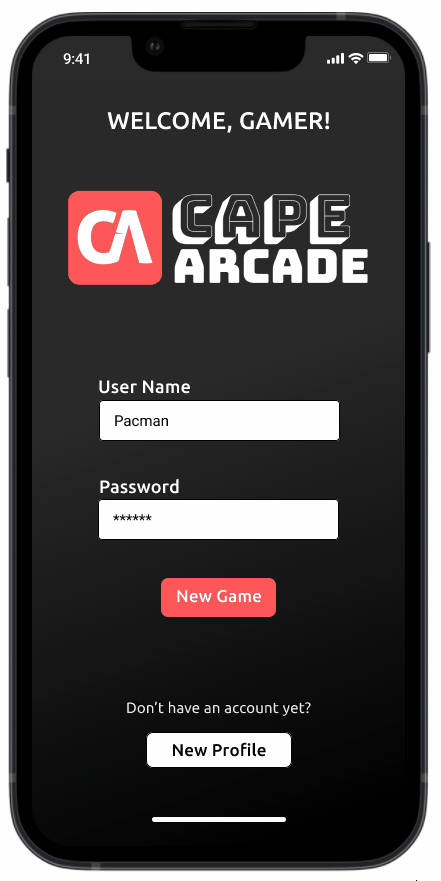 9:41
WELCOME, GAMER!
CA
CAPE
ARCADE
User Name
Pacman
Password
******
New Game
Don't have an account yet?
New Profile